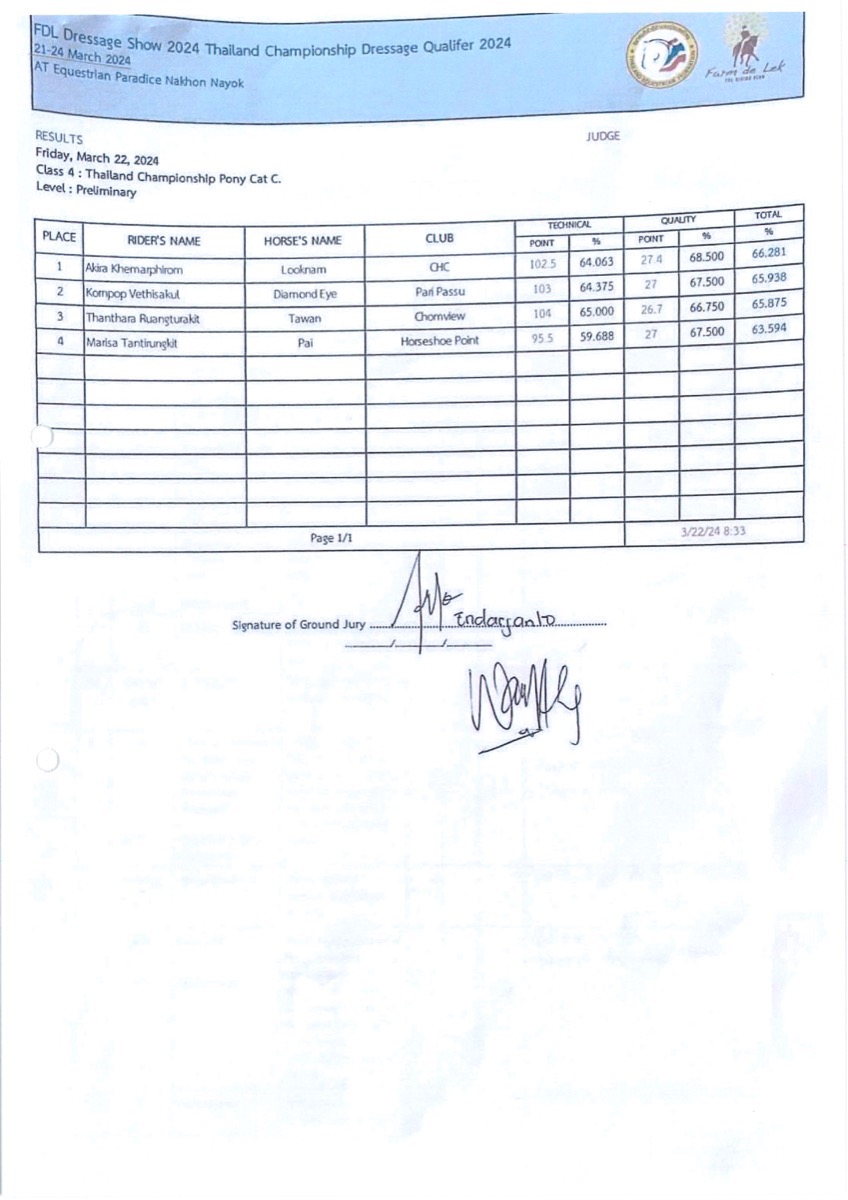 FDL Dressage Show 2024 Thailand Championship Dressage Qualifer 2024
21-24 March 2024
AT Equestrian Paradice Nakhon Nayok
Farm de Lek
THE RIDING CLUB
RESULTS JUDGE
Friday, March 22, 2024
Class 4 : Thailand Championship Pony Cat C.
Level : Preliminary
PLACE RIDER'S NAME HORSE'S NAME CLUB TECHNICAL QUALITY TOTAL
POINT % POINT % %
1 Akira Khemarphirom Looknam CHC 102.5 64.063 27.4 68.500 66.281
2 Kornpop Vethisakul Diamond Eye Pari Passu 103 64.375 27 67.500 65.938
3 Thanthara Ruangturakit Tawan Chomview 104 65.000 26.7 66.750 65.875
4 Marisa Tantirungkit Pai Horseshoe Point 95.5 59.688 27 67.500 63.594
Page 1/1 3/22/24 8:33
Signature of Ground Jury